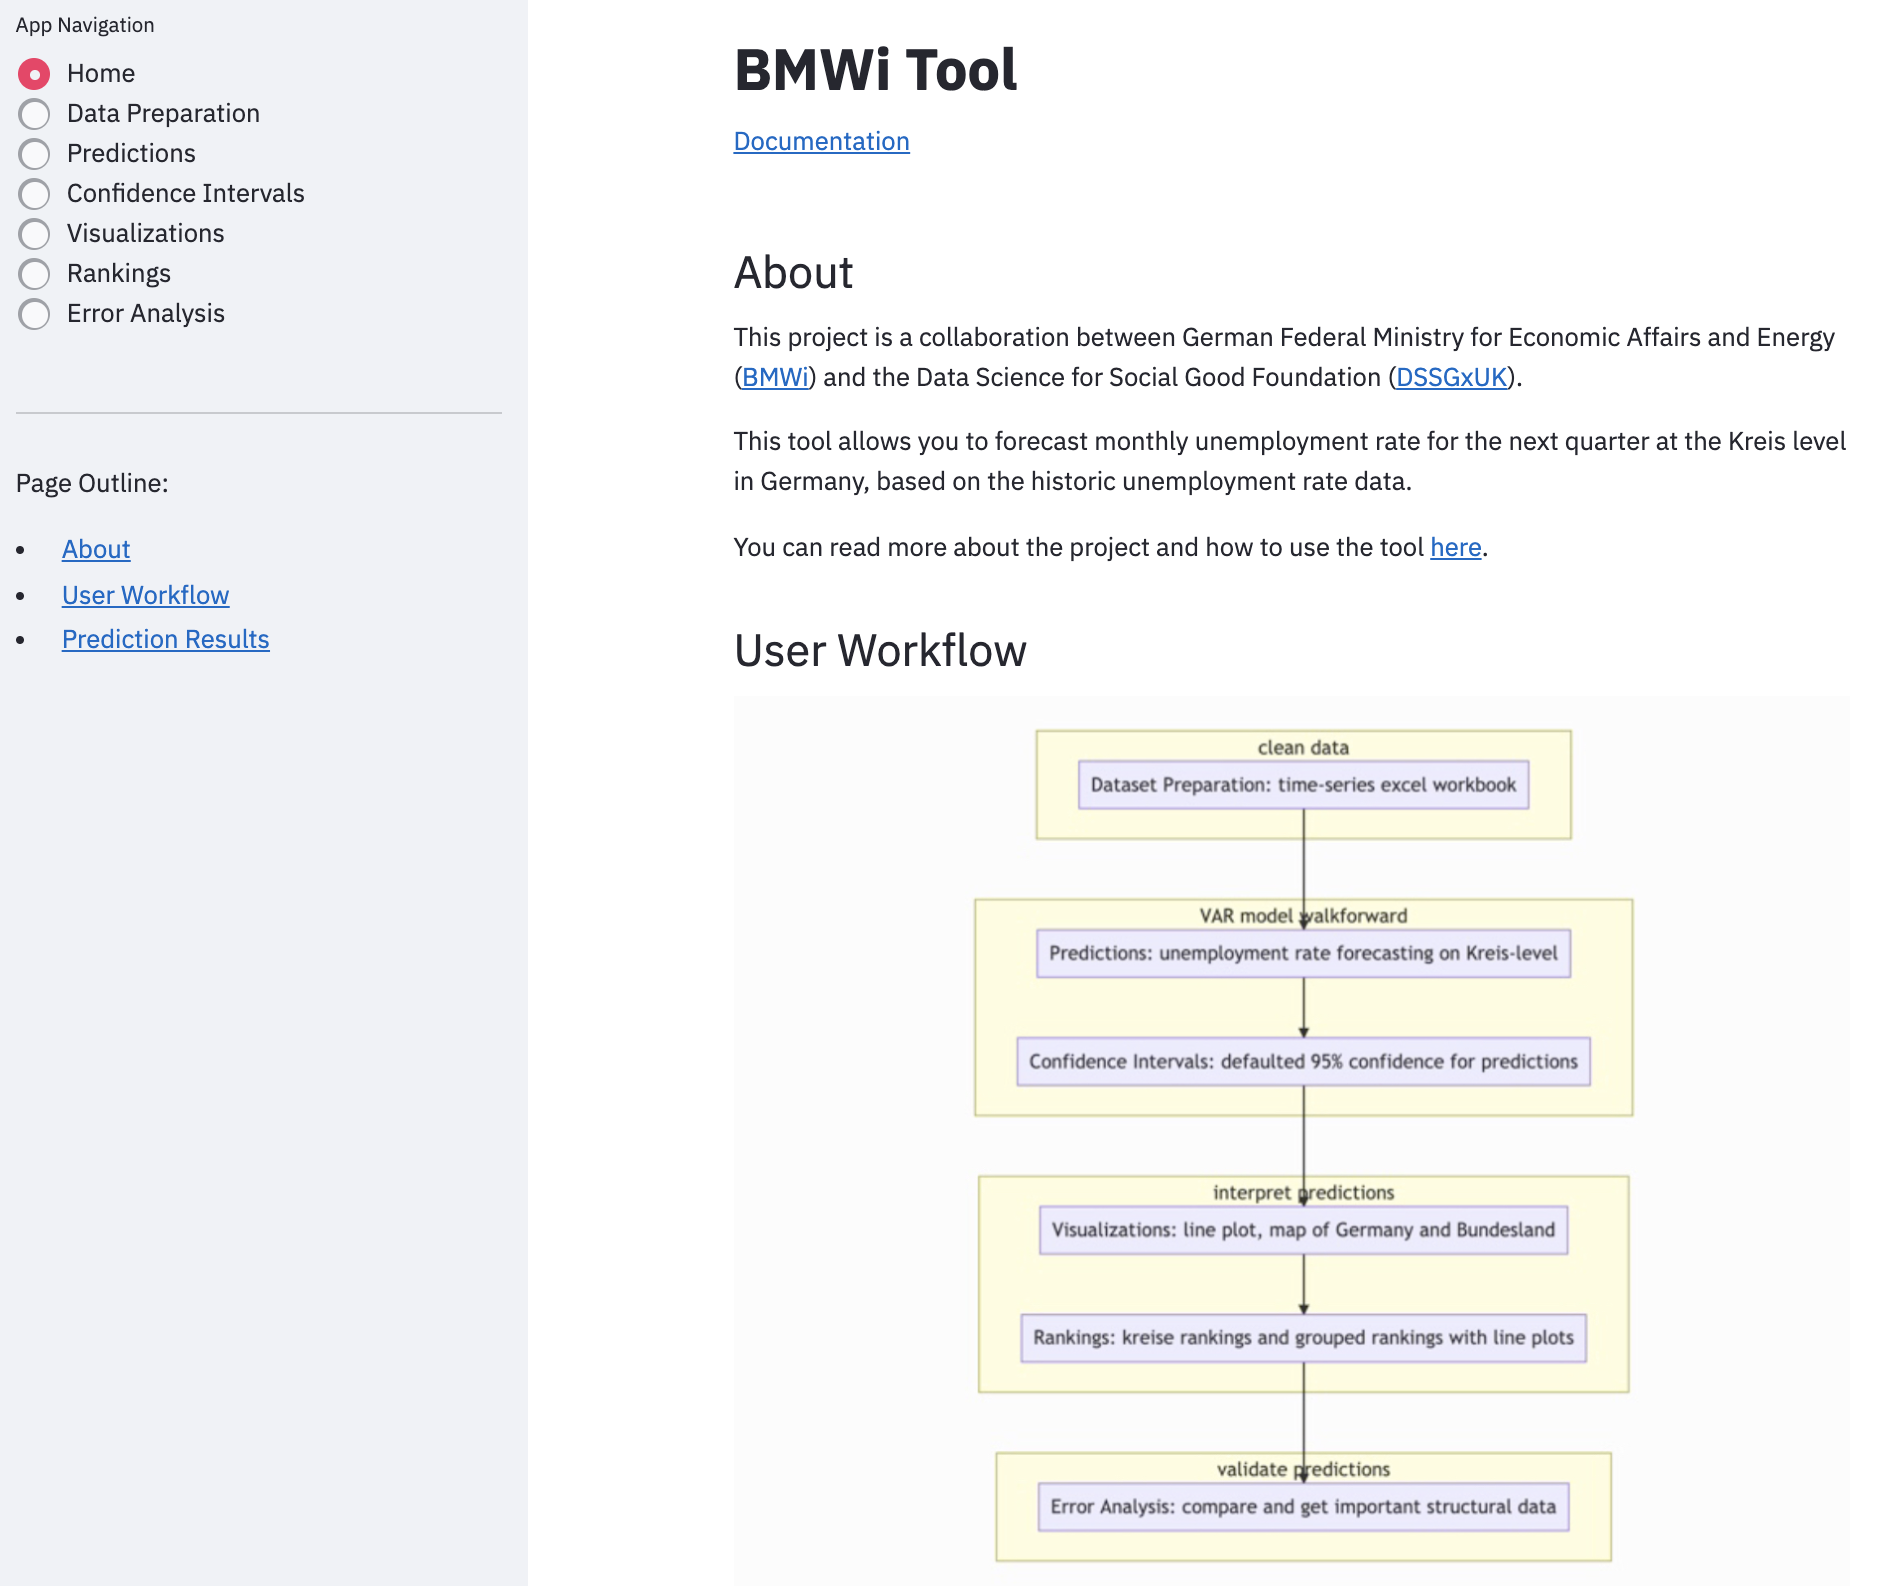 App Navigation
Home
Data Preparation
Predictions
Confidence Intervals
Visualizations
Rankings
Error Analysis
Page Outline:
About
User Workflow
Prediction Results
BMWi Tool
Documentation
About
This project is a collaboration between German Federal Ministry for Economic Affairs and Energy
(BMWi) and the Data Science for Social Good Foundation (DSSGxUK).
This tool allows you to forecast monthly unemployment rate for the next quarter at the Kreis level
in Germany, based on the historic unemployment rate data.
You can read more about the project and how to use the tool here.
User Workflow
clean data
Dataset Preparation: time-series excel workbook
VAR model walkforward
Predictions: unemployment rate forecasting on Kreis-level
Confidence Intervals: defaulted 95% confidence for predictions
interpret predictions
Visualizations: line plot, map of Germany and Bundesland
Rankings: kreise rankings and grouped rankings with line plots
validate predictions
Error Analysis: compare and get important structural data